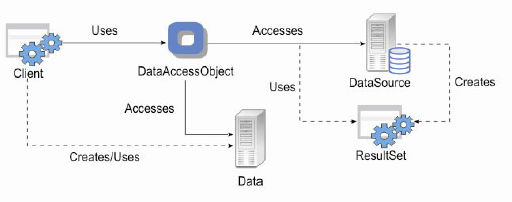 Uses
Accesses
Client
DataAccessObject
DataSource
Uses
Creates
Accesses
Creates/Uses
ResultSet
Data